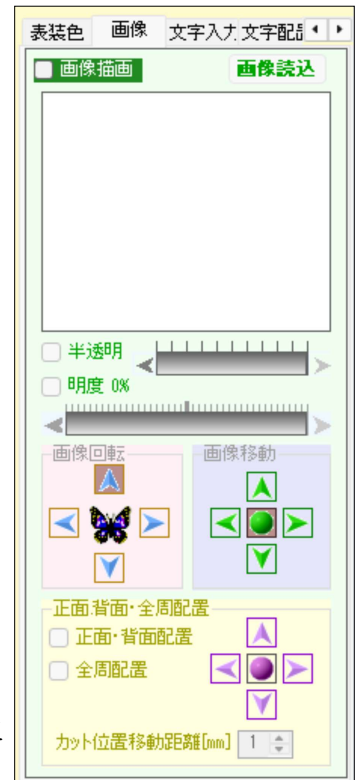 表装色 画像 文字入力 文字配
画像描画 画像読込
半透明
明度 0%
画像回転 画像移動
正面.背面・全周配置
正面・背面配置
全周配置
カット位置移動距離[mm] 1